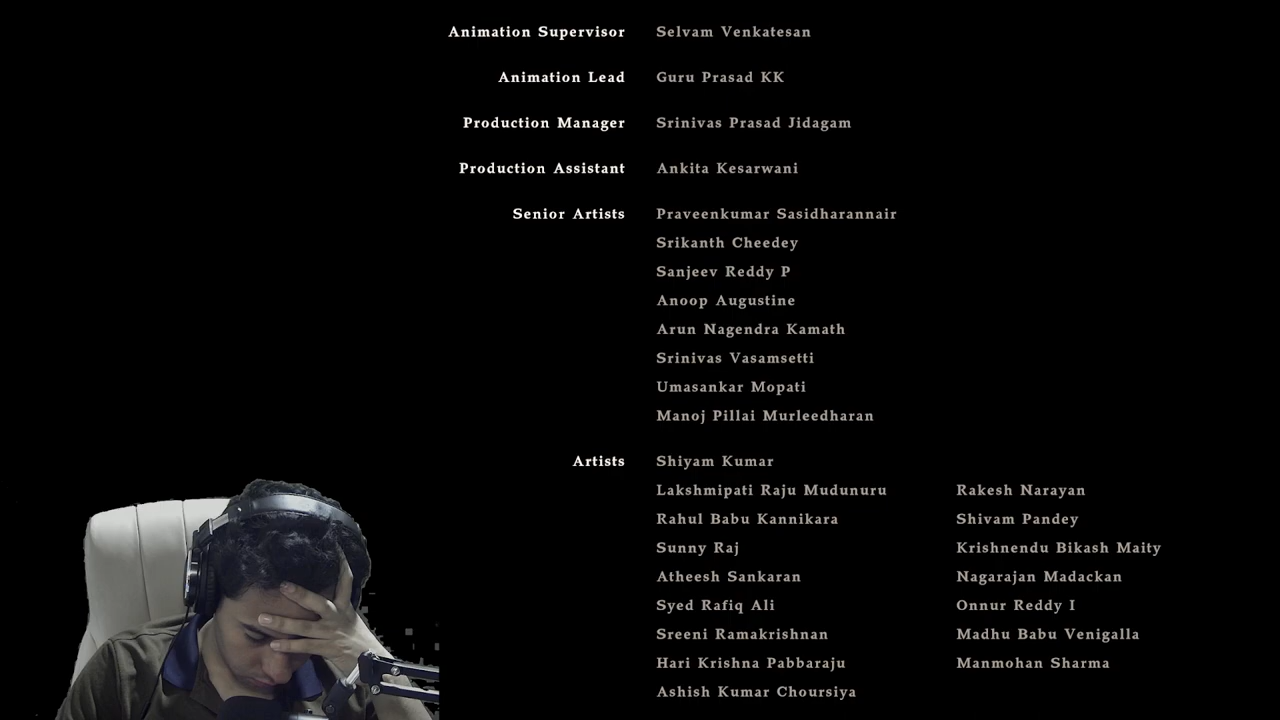 Animation Supervisor Selvam Venkatesan
Animation Lead Guru Prasad KK
Production Manager Srinivas Prasad Jidagam
Production Assistant Ankita Kesarwani
Senior Artists Praveenkumar Sasidharannair
Srikanth Cheedey
Sanjeev Reddy P
Anoop Augustine
Arun Nagendra Kamath
Srinivas Vasamsetti
Umasankar Mopati
Manoj Pillai Murleedharan
Artists Shiyam Kumar
Lakshmipati Raju Mudunuru Rakesh Narayan
Rahul Babu Kannikara Shivam Pandey
Sunny Raj Krishnendu Bikash Maity
Atheesh Sankaran Nagarajan Madackan
Syed Rafiq Ali Onnur Reddy I
Sreeni Ramakrishnan Madhu Babu Venigalla
Hari Krishna Pabbaraju Manmohan Sharma
Ashish Kumar Choursiya